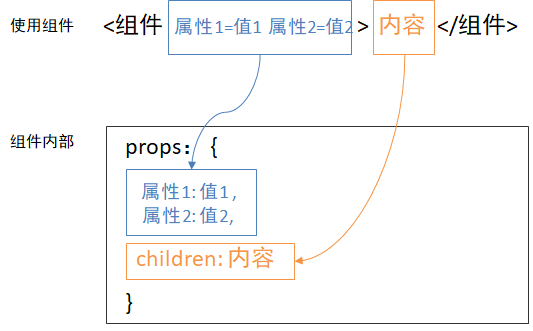 使用组件 <组件 属性1=值1 属性2=值2 > 内容 </组件>
组件内部
props： {
属性1: 值1，
属性2: 值2，
children: 内容
}